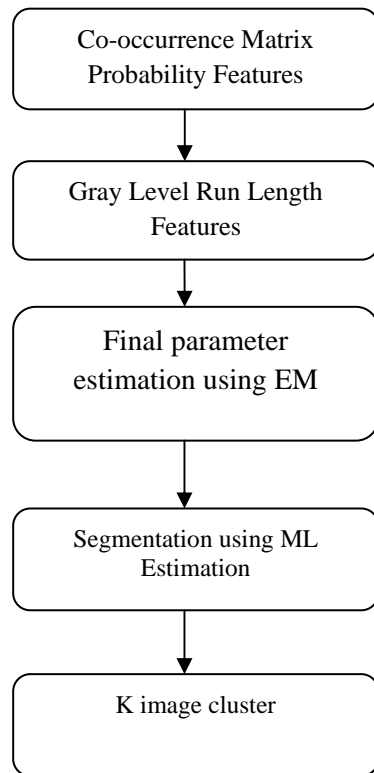 Co-occurrence Matrix
Probability Features
Gray Level Run Length
Features
Final parameter
estimation using EM
Segmentation using ML
Estimation
K image cluster